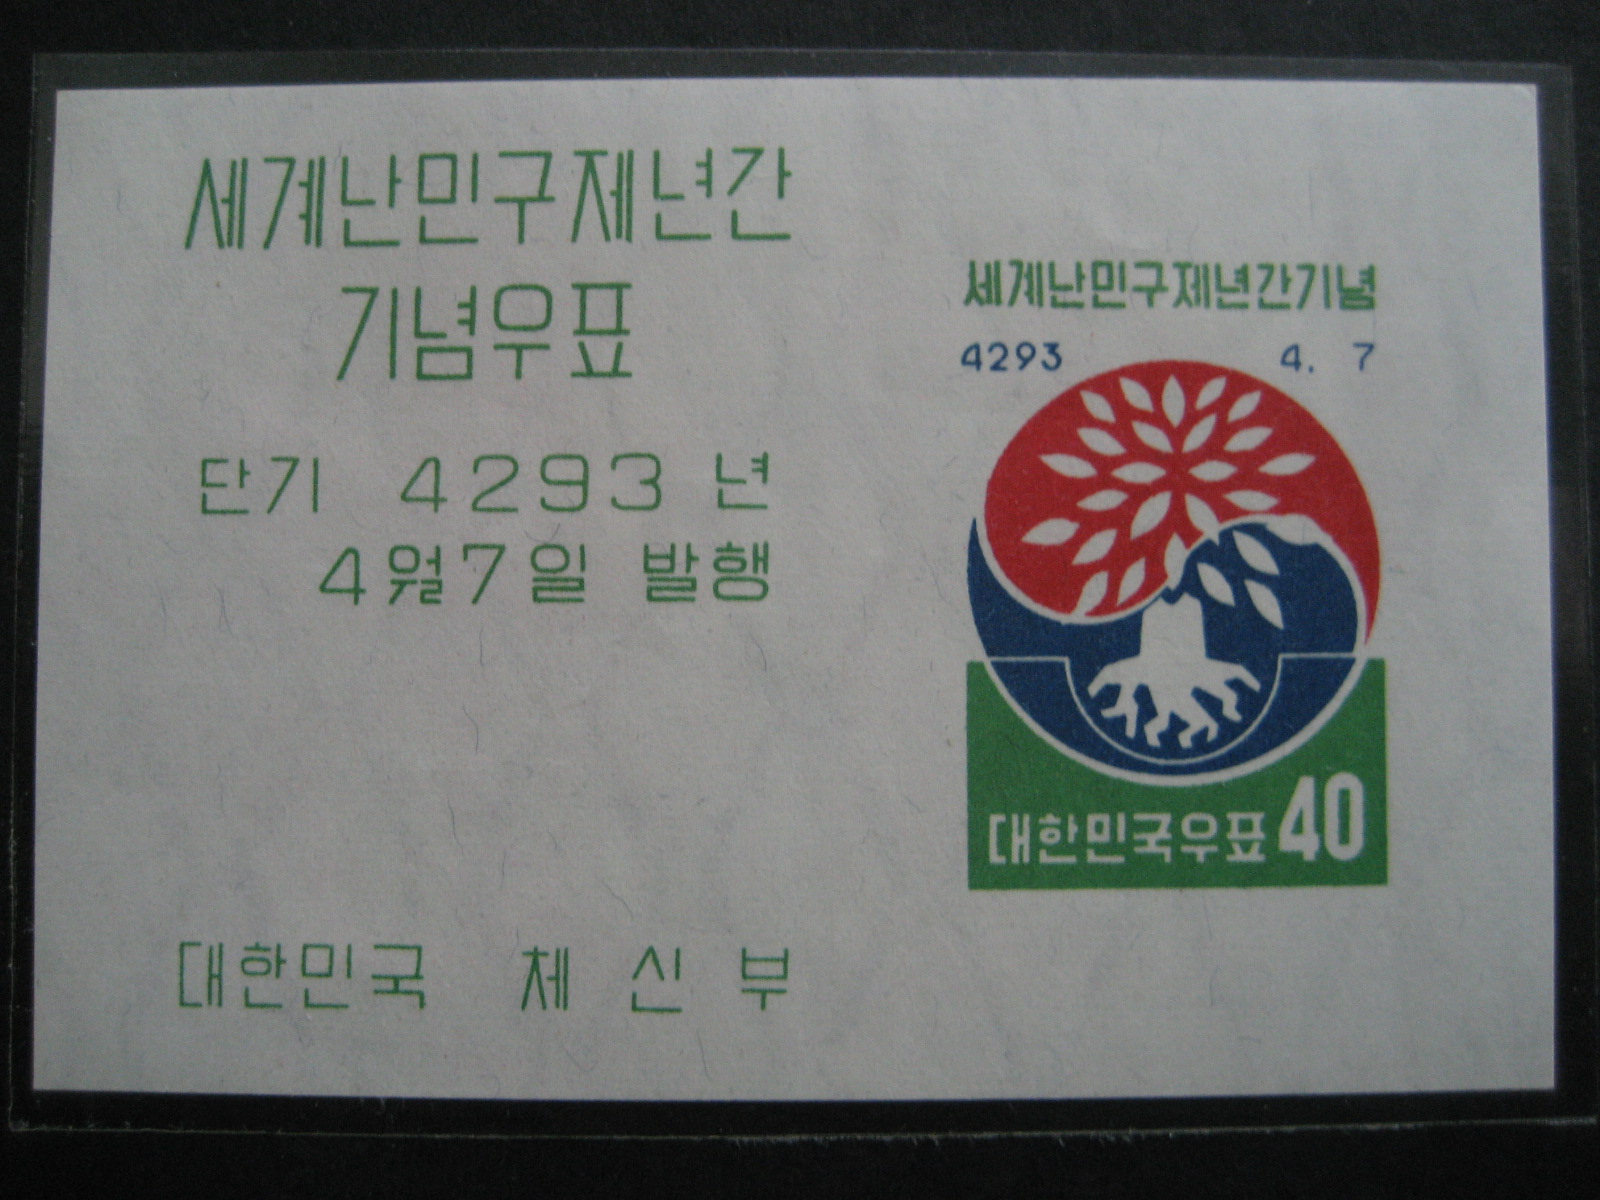 세계난민구제년간
기념우표
단기 4293 년
4월7일 발행
대한민국 체 신 부
세계난민구제년간기념
4293 4. 7
대한민국우표 40